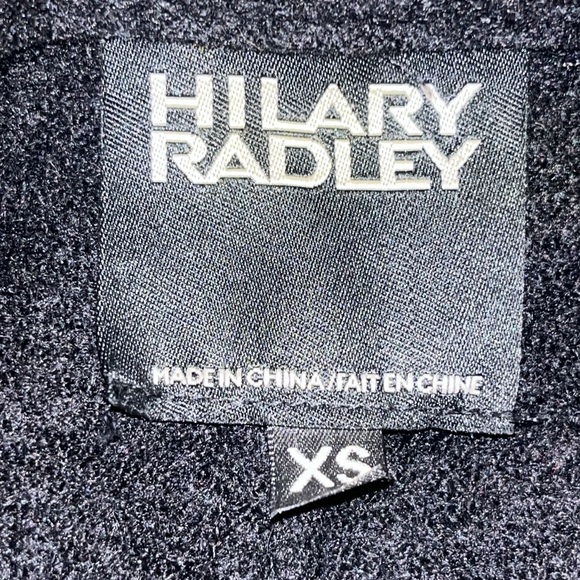 HILARY
RADLEY
MADE IN CHINA/FAIT EN CHINE
XS